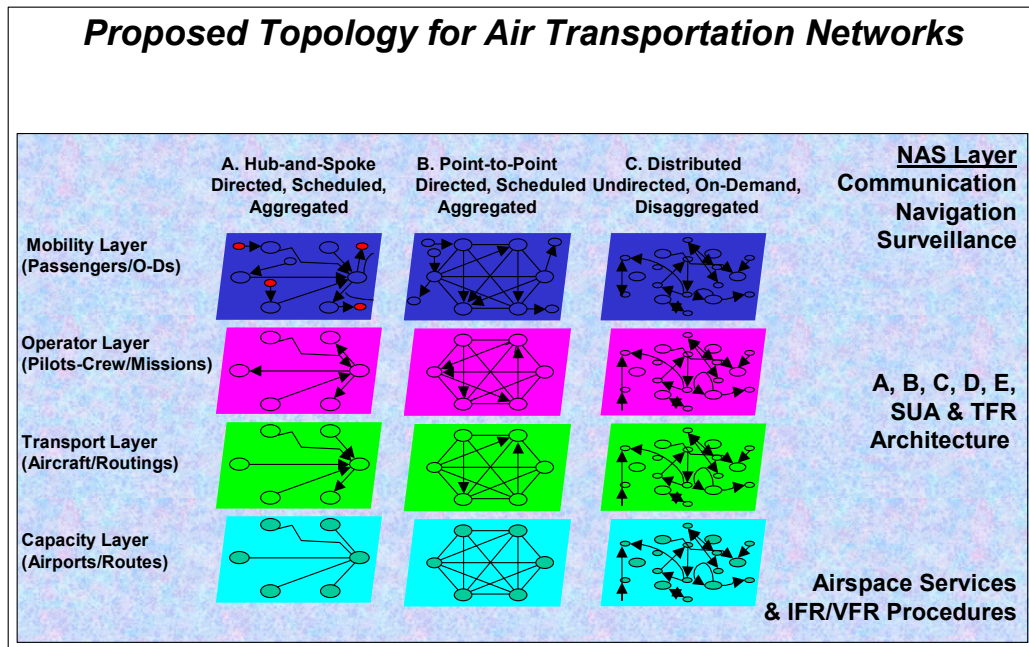 Proposed Topology for Air Transportation Networks
A. Hub-and-Spoke
Directed, Scheduled,
Aggregated
B. Point-to-Point
Directed, Scheduled
Aggregated
C. Distributed
Undirected, On-Demand,
Disaggregated
NAS Layer
Communication
Navigation
Surveillance
Mobility Layer
(Passengers/O-Ds)
Operator Layer
(Pilots-Crew/Missions)
A, B, C, D, E,
SUA & TFR
Architecture
Transport Layer
(Aircraft/Routings)
Capacity Layer
(Airports/Routes)
Airspace Services
& IFR/VFR Procedures